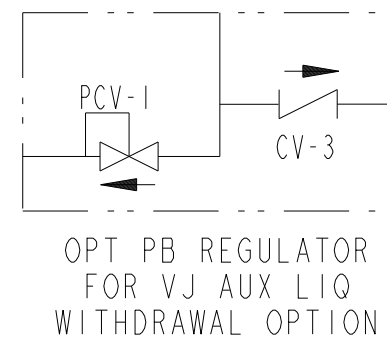 PCV-1
CV-3
OPT PB REGULATOR
FOR VJ AUX LIQ
WITHDRAWAL OPTION